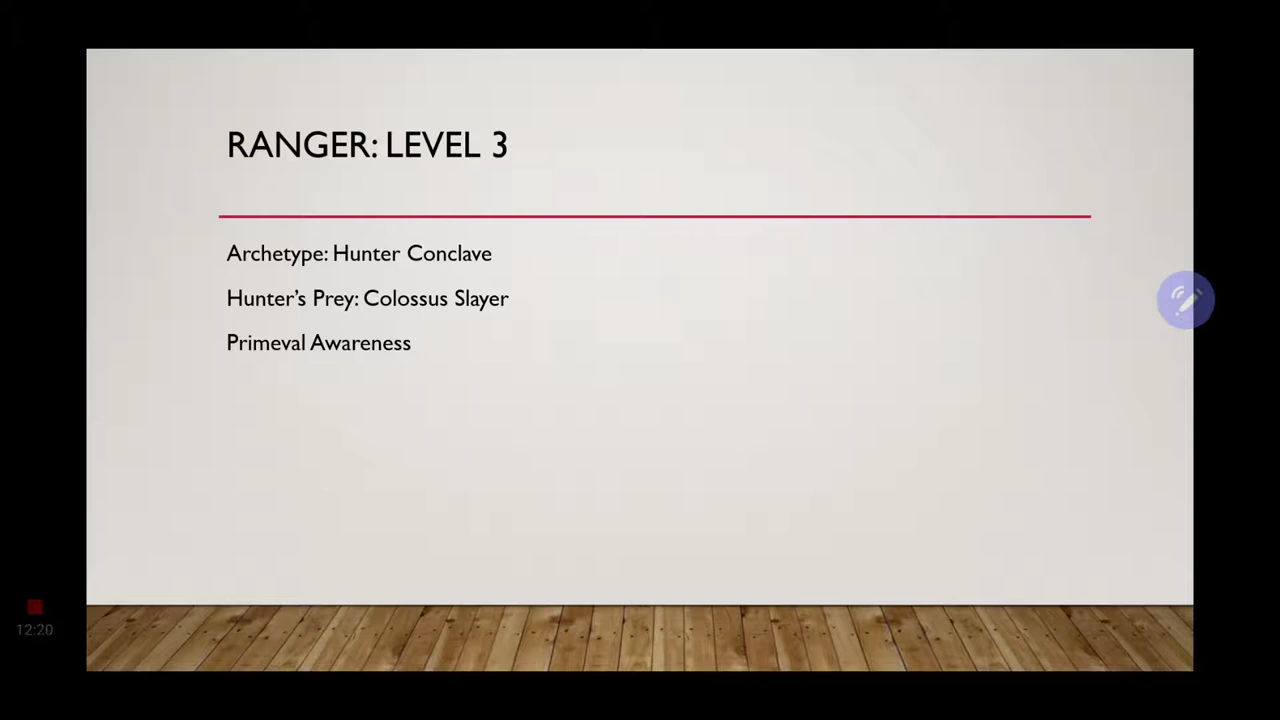 RANGER: LEVEL 3
Archetype: Hunter Conclave
Hunter's Prey: Colossus Slayer
Primeval Awareness
12:20